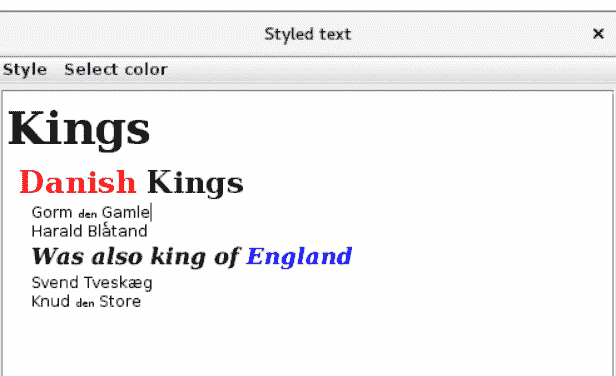 Styled text ×
Style Select color
Kings
Danish Kings
Gorm den Gamle
Harald Blåtand
Was also king of England
Svend Tveskæg
Knud den Store